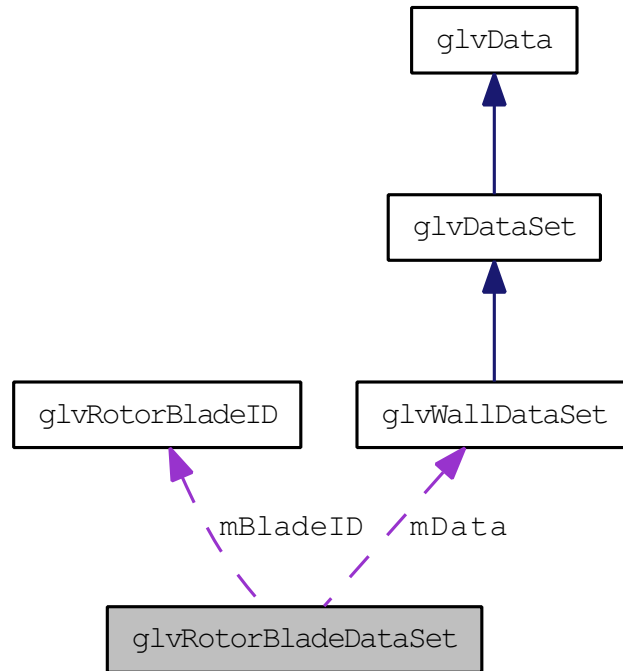 glvData
glvDataSet
glvRotorBladeID
glvWallDataSet
mBladeID
mData
glvRotorBladeDataSet